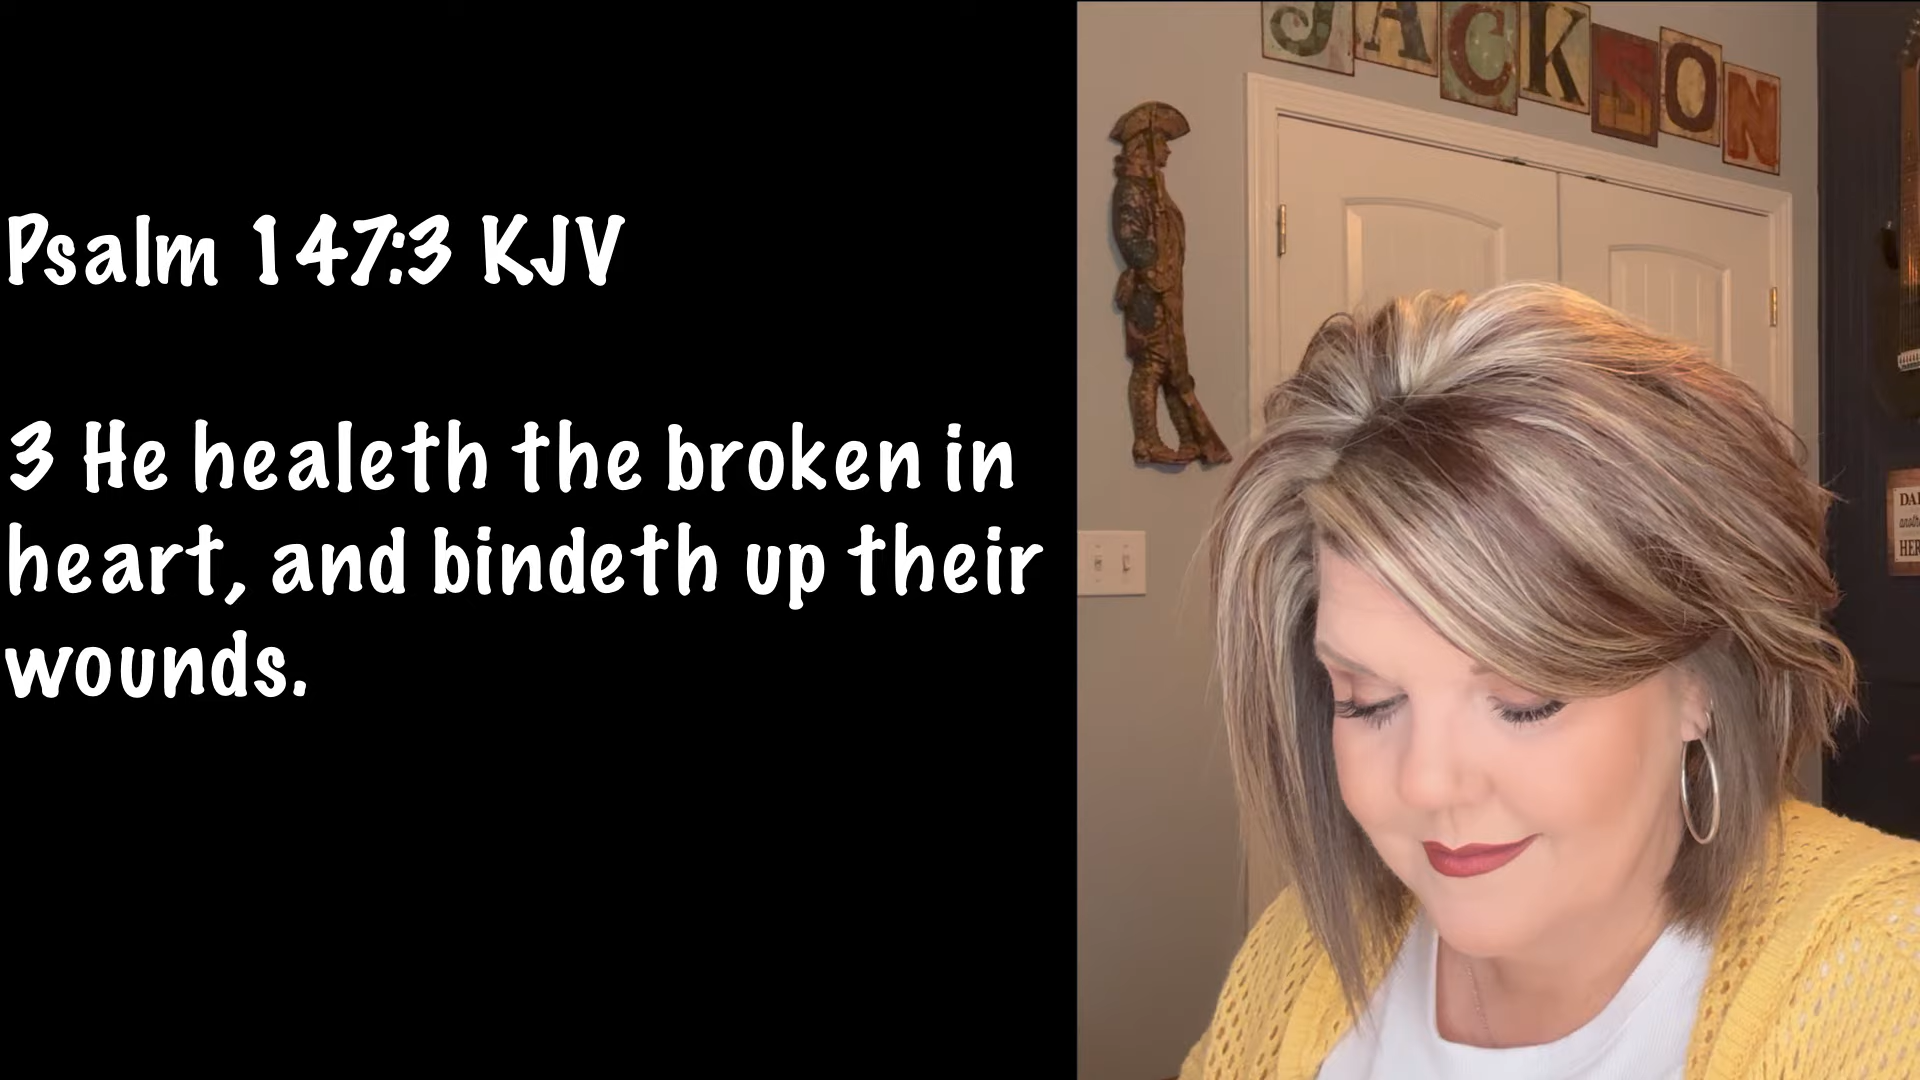 Psalm 147:3 KJV
3 He healeth the broken in
heart, and bindeth up their
wounds.
JACKSON